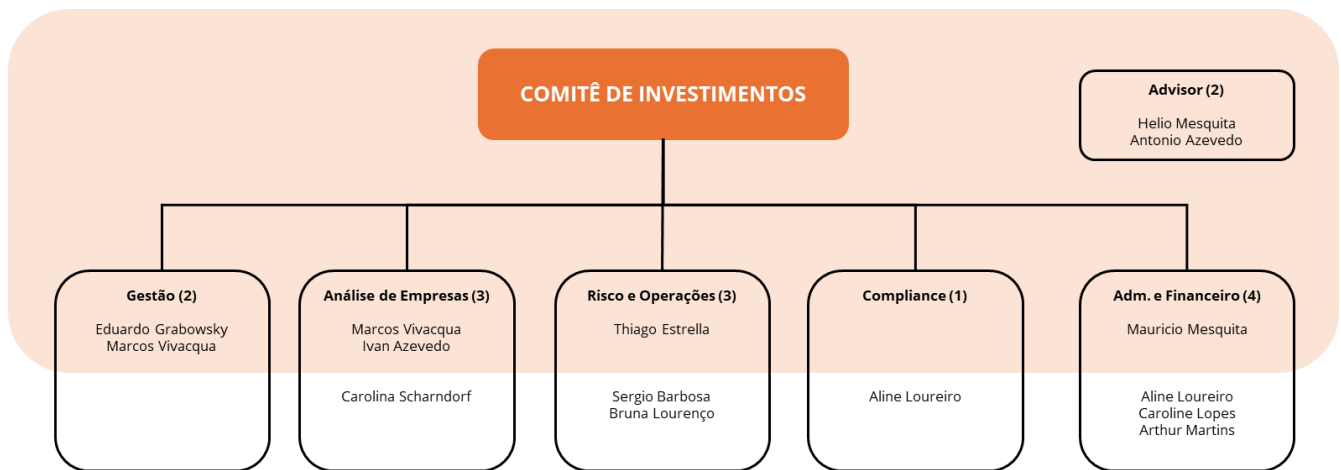 COMITÊ DE INVESTIMENTOS
Advisor (2)
Helio Mesquita
Antonio Azevedo
Gestão (2)
Eduardo Grabowsky
Marcos Vivacqua
Análise de Empresas (3)
Marcos Vivacqua
Ivan Azevedo
Carolina Scharndorf
Risco e Operações (3)
Thiago Estrella
Sergio Barbosa
Bruna Lourenço
Compliance (1)
Aline Loureiro
Adm. e Financeiro (4)
Mauricio Mesquita
Aline Loureiro
Caroline Lopes
Arthur Martins